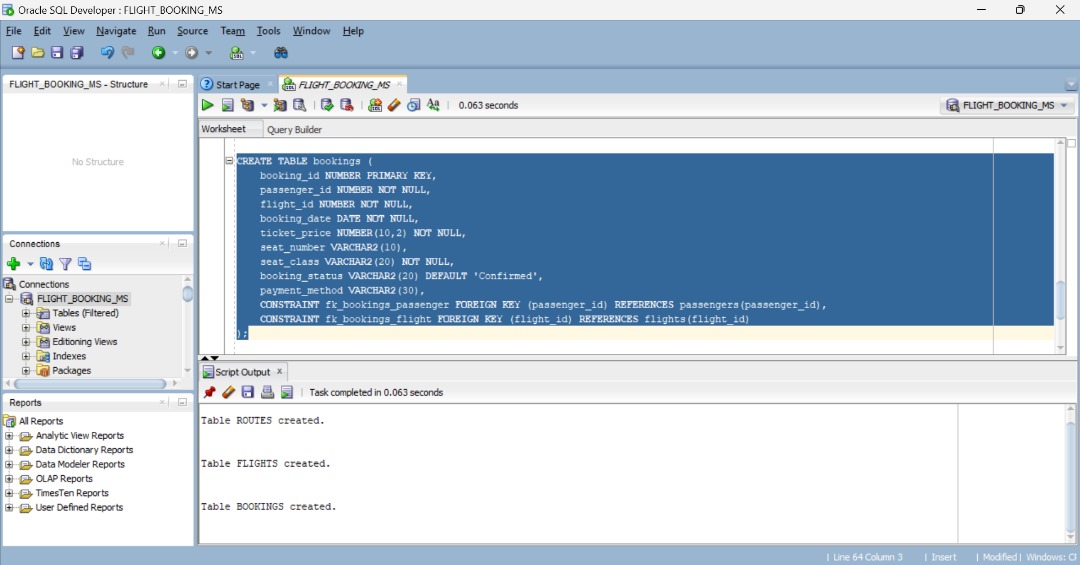 Oracle SQL Developer : FLIGHT_BOOKING_MS
File Edit View Navigate Run Source Team Tools Window Help
FLIGHT_BOOKING_MS - Structure
No Structure
Connections
Connections
FLIGHT_BOOKING_MS
Tables (Filtered)
Views
Editioning Views
Indexes
Packages
Reports
All Reports
Analytic View Reports
Data Dictionary Reports
Data Modeler Reports
OLAP Reports
TimesTen Reports
User Defined Reports
Start Page FLIGHT_BOOKING_MS
0.063 seconds FLIGHT_BOOKING_MS
Worksheet Query Builder
CREATE TABLE bookings (
booking_id NUMBER PRIMARY KEY,
passenger_id NUMBER NOT NULL,
flight_id NUMBER NOT NULL,
booking_date DATE NOT NULL,
ticket_price NUMBER(10,2) NOT NULL,
seat_number VARCHAR2(10),
seat_class VARCHAR2(20) NOT NULL,
booking_status VARCHAR2(20) DEFAULT 'Confirmed',
payment_method VARCHAR2(30),
CONSTRAINT fk_bookings_passenger FOREIGN KEY (passenger_id) REFERENCES passengers(passenger_id),
CONSTRAINT fk_bookings_flight FOREIGN KEY (flight_id) REFERENCES flights(flight_id)
);
Script Output
Task completed in 0.063 seconds
Table ROUTES created.
Table FLIGHTS created.
Table BOOKINGS created.
Line 64 Column 3 | Insert | Modified | Windows: